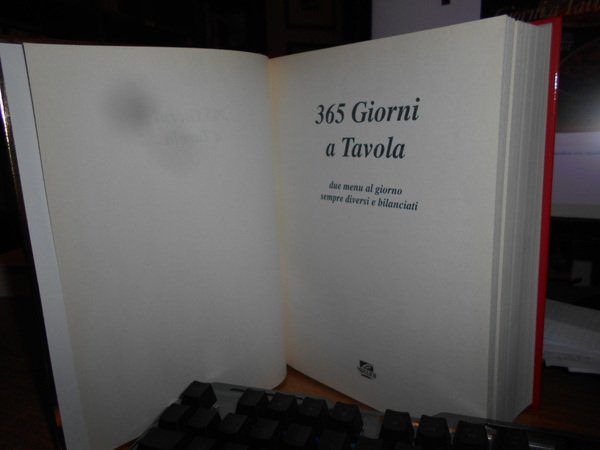 365 Giorni
a Tavola
due menu al giorno
sempre diversi e bilanciati